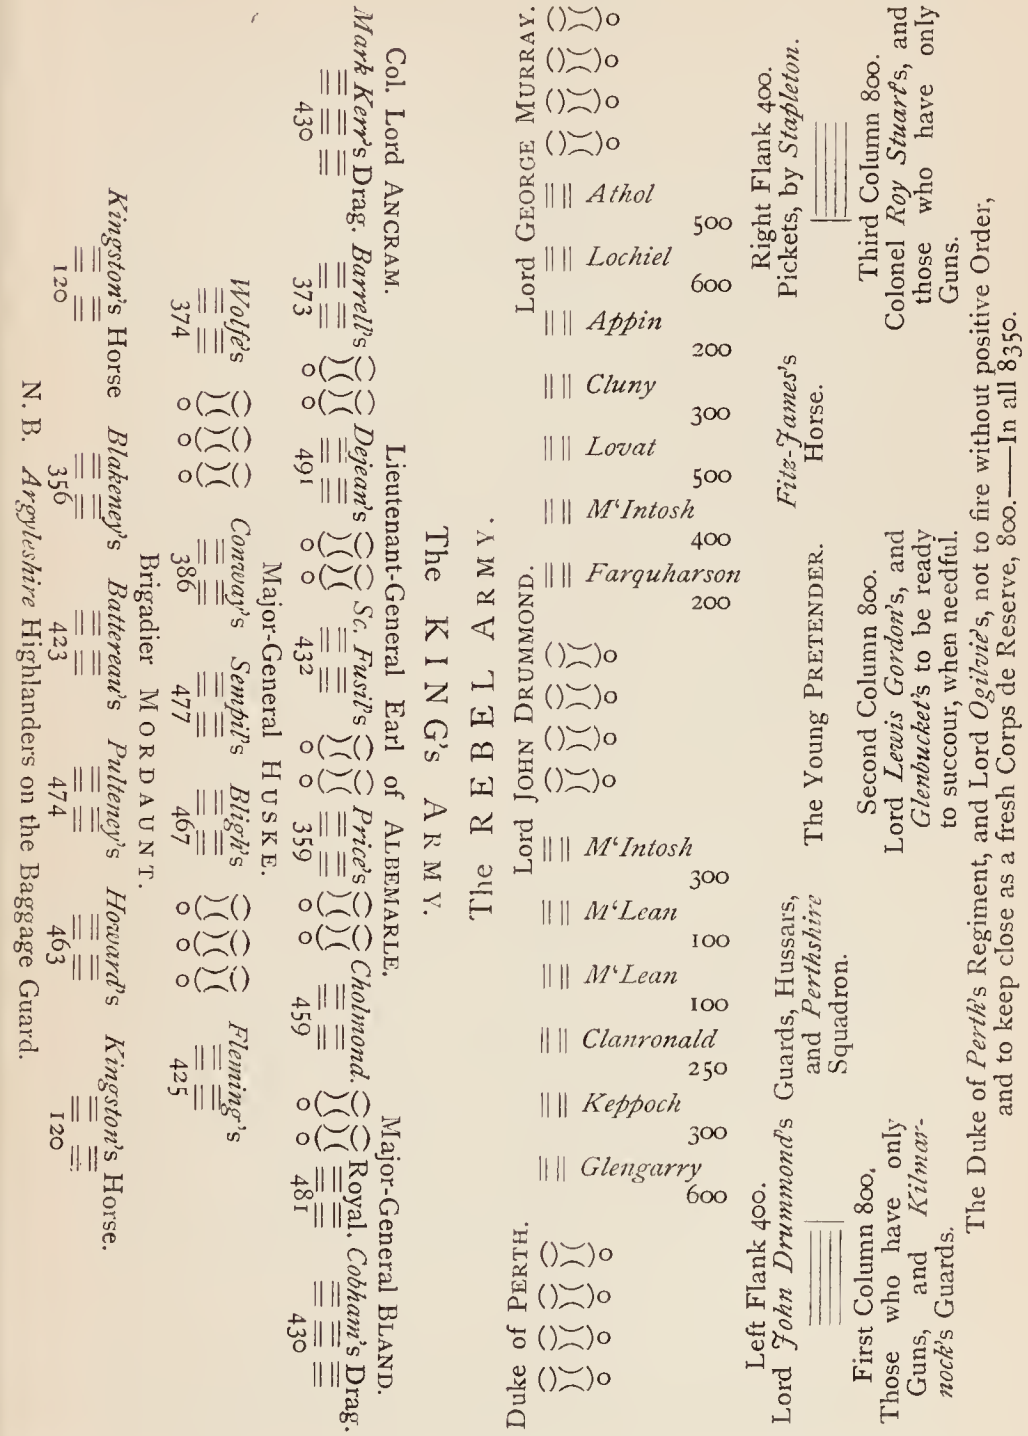 The KING's ARMY.
Col. Lord ANCRAM. Lieutenant-General Earl of ALBEMARLE. Major-General BLAND.
Mark Kerr's Drag. Barrell's Dejean's Sc. Fusil's Price's Cholmond. Royal. Cobham's Drag.
430 373 491 432 359 459 481 430
Major-General HUSKE.
Wolfe's Conway's Sempil's Bligh's Fleming's
374 386 477 467 425
Brigadier MORDAUNT.
Kingston's Horse Blakeney's Battereau's Pulteney's Howard's Kingston's Horse.
120 356 423 474 463 120
N. B. Argyleshire Highlanders on the Baggage Guard.
The REBEL ARMY.
Duke of PERTH. Lord JOHN DRUMMOND. Lord GEORGE MURRAY.
Glengarry Keppoch Clanronald M‘Lean M‘Lean M‘Intosh Farquharson M‘Intosh Lovat Cluny Appin Lochiel Athol
600 300 250 100 100 300 200 400 500 300 200 600 500
Left Flank 400.
Lord John Drummond's
Guards, Hussars,
and Perthshire
Squadron.
The Young PRETENDER.
Fitz-James's
Horse.
Right Flank 400.
Pickets, by Stapleton.
First Column 800.
Those who have only
Guns, and Kilmar-
nock's Guards.
Second Column 800.
Lord Lewis Gordon's, and
Glenbucket's to be ready
to succour, when needful.
Third Column 800.
Colonel Roy Stuart's, and
those who have only
Guns.
The Duke of Perth's Regiment, and Lord Ogilvie's, not to fire without positive Order,
and to keep close as a fresh Corps de Reserve, 800.——In all 8350.